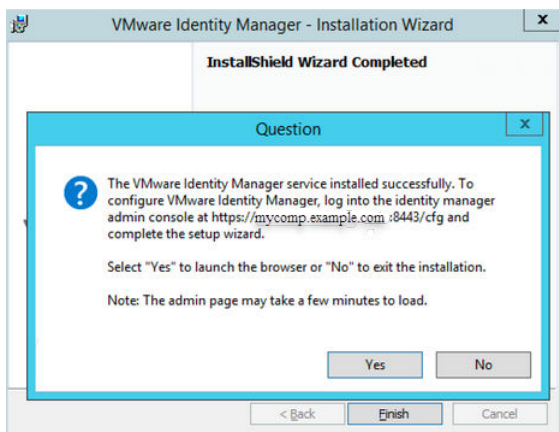 VMware Identity Manager - Installation Wizard
x
InstallShield Wizard Completed
Question
x
?
The VMware Identity Manager service installed successfully. To
configure VMware Identity Manager, log into the identity manager
admin console at https://mycomp.example.com :8443/cfg and
complete the setup wizard.
Select "Yes" to launch the browser or "No" to exit the installation.
Note: The admin page may take a few minutes to load.
Yes
No
< Back
Finish
Cancel